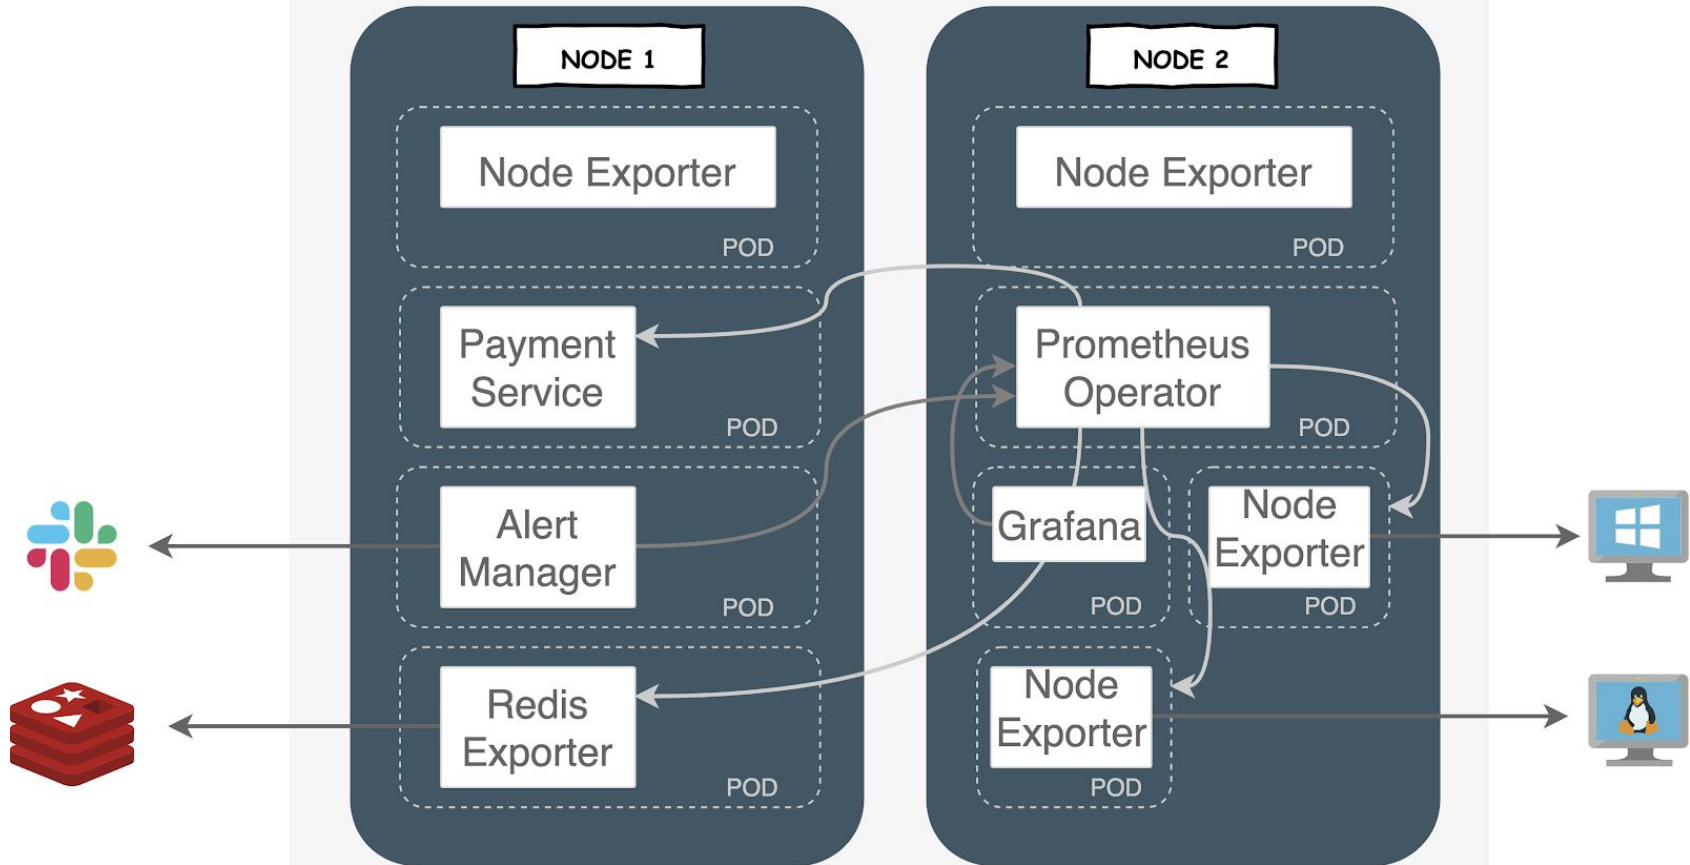 NODE 1
Node Exporter
POD
Payment
Service
POD
Alert
Manager
POD
Redis
Exporter
POD
NODE 2
Node Exporter
POD
Prometheus
Operator
POD
Grafana
POD
Node
Exporter
POD
Node
Exporter
POD